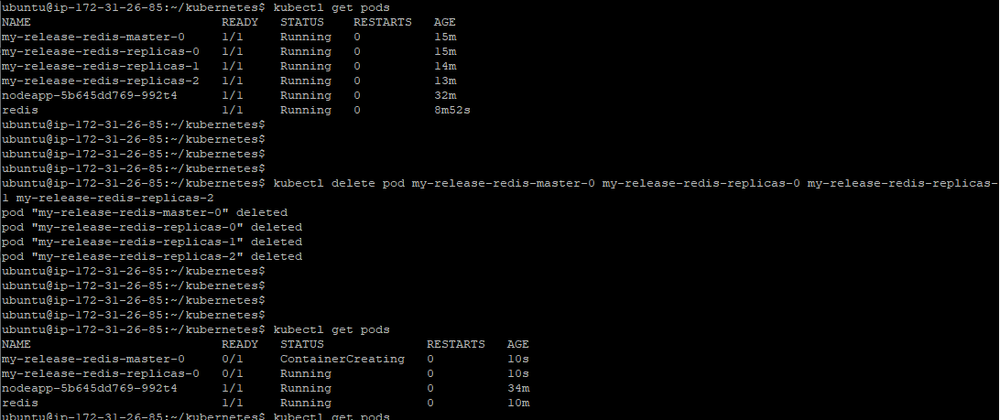 ubuntu@ip-172-31-26-85:~/kubernetes$ kubectl get pods
NAME                          READY   STATUS    RESTARTS   AGE
my-release-redis-master-0     1/1     Running   0          15m
my-release-redis-replicas-0   1/1     Running   0          15m
my-release-redis-replicas-1   1/1     Running   0          14m
my-release-redis-replicas-2   1/1     Running   0          13m
nodeapp-5b645dd769-992t4      1/1     Running   0          32m
redis                         1/1     Running   0          8m52s
ubuntu@ip-172-31-26-85:~/kubernetes$
ubuntu@ip-172-31-26-85:~/kubernetes$
ubuntu@ip-172-31-26-85:~/kubernetes$
ubuntu@ip-172-31-26-85:~/kubernetes$
ubuntu@ip-172-31-26-85:~/kubernetes$ kubectl delete pod my-release-redis-master-0 my-release-redis-replicas-0 my-release-redis-replicas-
1 my-release-redis-replicas-2
pod "my-release-redis-master-0" deleted
pod "my-release-redis-replicas-0" deleted
pod "my-release-redis-replicas-1" deleted
pod "my-release-redis-replicas-2" deleted
ubuntu@ip-172-31-26-85:~/kubernetes$
ubuntu@ip-172-31-26-85:~/kubernetes$
ubuntu@ip-172-31-26-85:~/kubernetes$
ubuntu@ip-172-31-26-85:~/kubernetes$
ubuntu@ip-172-31-26-85:~/kubernetes$ kubectl get pods
NAME                          READY   STATUS              RESTARTS   AGE
my-release-redis-master-0     0/1     ContainerCreating   0          10s
my-release-redis-replicas-0   0/1     Running             0          10s
nodeapp-5b645dd769-992t4      1/1     Running             0          34m
redis                         1/1     Running             0          10m
ubuntu@ip-172-31-26-85:~/kubernetes$ kubectl get pods